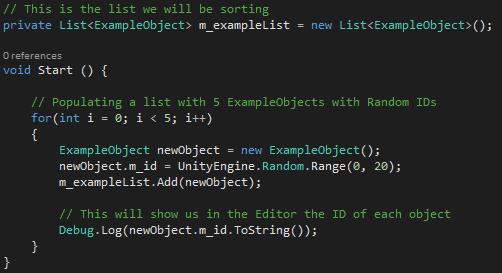 // This is the list we will be sorting
private List<ExampleObject> m_exampleList = new List<ExampleObject>();
0 references
void Start () {
// Populating a list with 5 ExampleObjects with Random IDs
for(int i = 0; i < 5; i++)
{
ExampleObject newObject = new ExampleObject();
newObject.m_id = UnityEngine.Random.Range(0, 20);
m_exampleList.Add(newObject);
// This will show us in the Editor the ID of each object
Debug.Log(newObject.m_id.ToString());
}
}